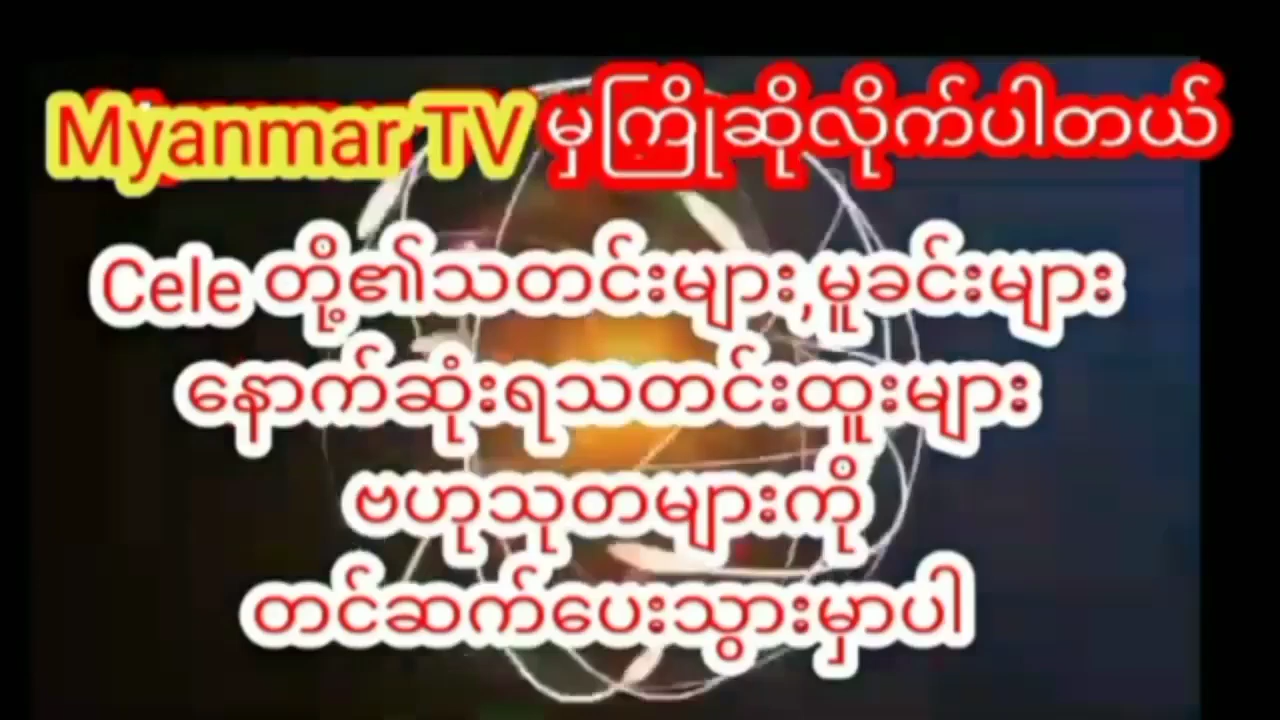 Myanmar TV မှကြိုဆိုလိုက်ပါတယ်
Cele တို့၏သတင်းများ,မူခင်းများ
နောက်ဆုံးရသတင်းထူးများ
ဗဟုသုတများကို
တင်ဆက်ပေးသွားမှာပါ